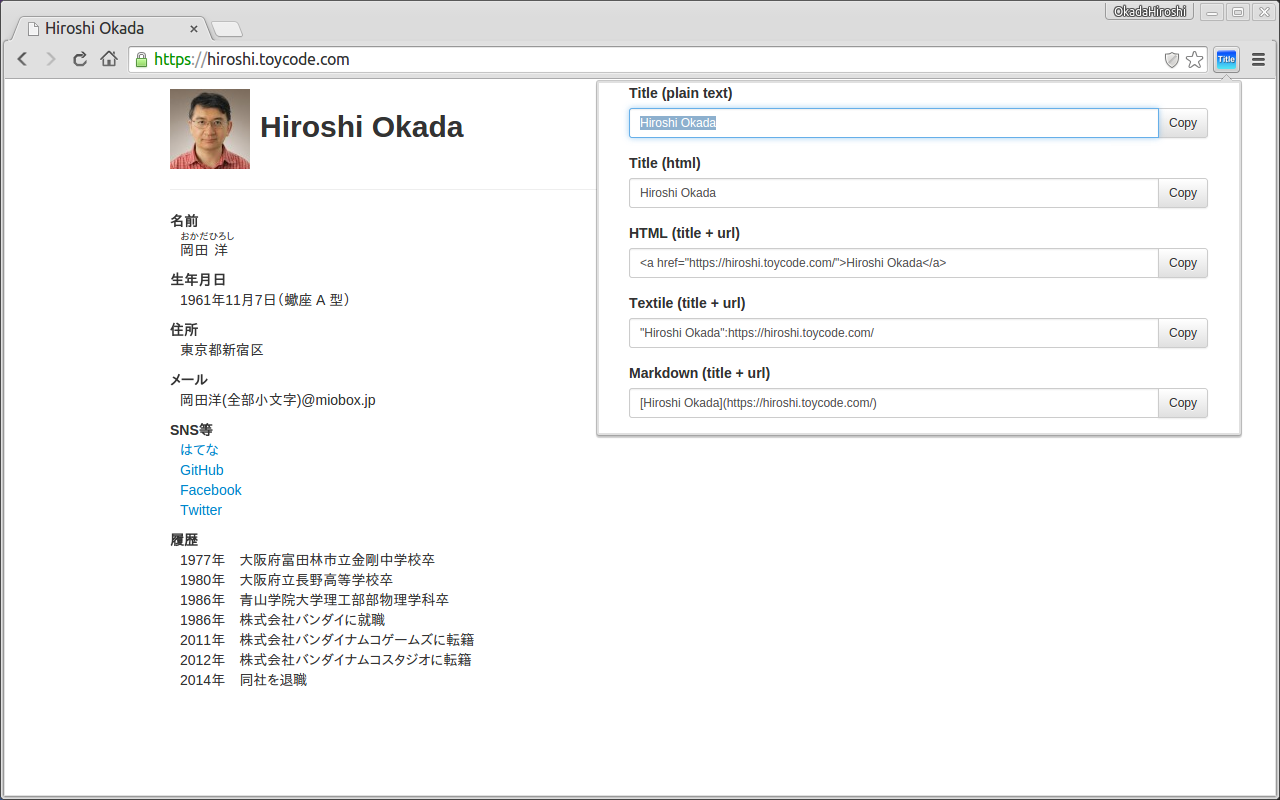 OkadaHiroshi
Hiroshi Okada
https://hiroshi.toycode.com
Title
Hiroshi Okada
名前
おかだひろし
岡田 洋
生年月日
1961年11月7日（蠍座 A 型）
住所
東京都新宿区
メール
岡田洋(全部小文字)@miobox.jp
SNS等
はてな
GitHub
Facebook
Twitter
履歴
1977年　大阪府富田林市立金剛中学校卒
1980年　大阪府立長野高等学校卒
1986年　青山学院大学理工部部物理学科卒
1986年　株式会社バンダイに就職
2011年　株式会社バンダイナムコゲームズに転籍
2012年　株式会社バンダイナムコスタジオに転籍
2014年　同社を退職
Title (plain text)
Hiroshi Okada Copy
Title (html)
Hiroshi Okada Copy
HTML (title + url)
<a href="https://hiroshi.toycode.com/">Hiroshi Okada</a> Copy
Textile (title + url)
"Hiroshi Okada":https://hiroshi.toycode.com/ Copy
Markdown (title + url)
[Hiroshi Okada](https://hiroshi.toycode.com/) Copy